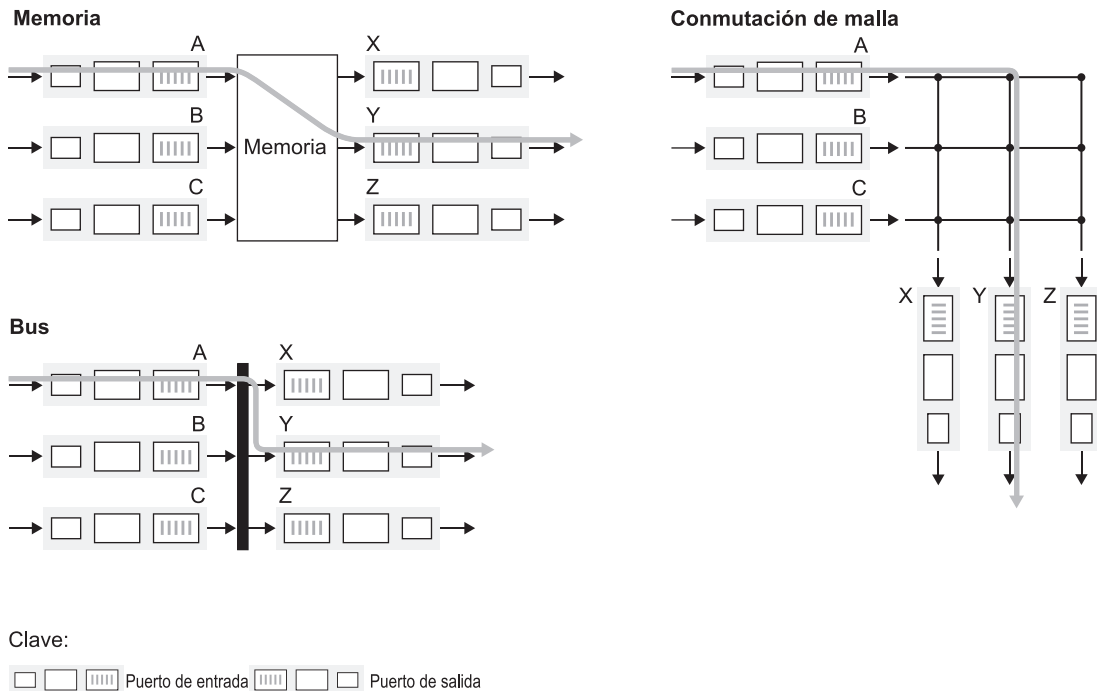 Memoria
A
X
B
Y
Memoria
C
Z
Conmutación de malla
A
B
C
X
Y
Z
Bus
A
X
B
Y
C
Z
Clave:
Puerto de entrada
Puerto de salida